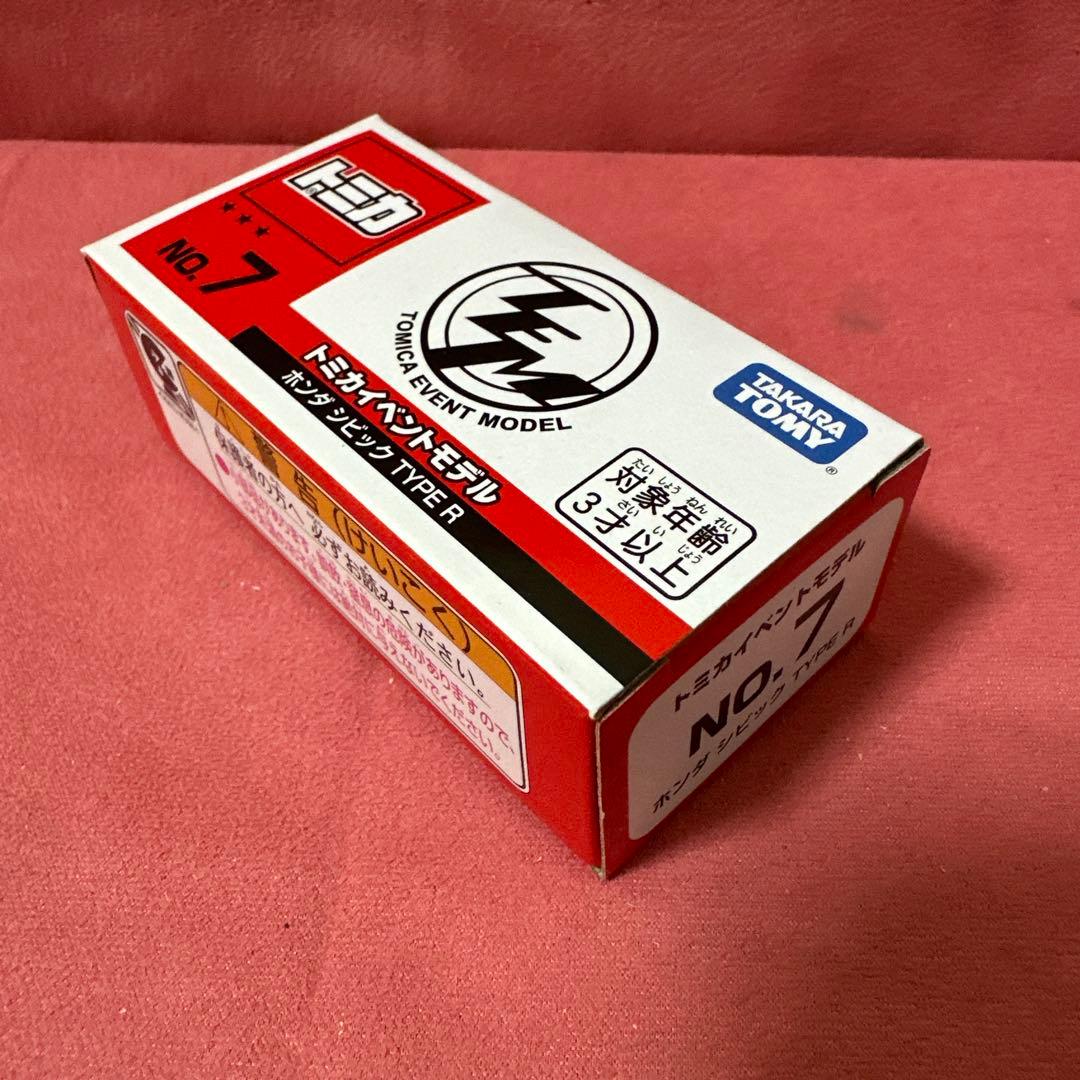 トミカ®
NO. 7
TEM
TOMICA EVENT MODEL
トミカイベントモデル
ホンダ シビック TYPE R
TAKARA
TOMY®
たいしょうねんれい
対象年齢
さいいじょう
3才以上
警告(けいこく)
保護者の方へ 必ずお読みください。
トミカイベントモデル
NO. 7
ホンダ シビック TYPE R